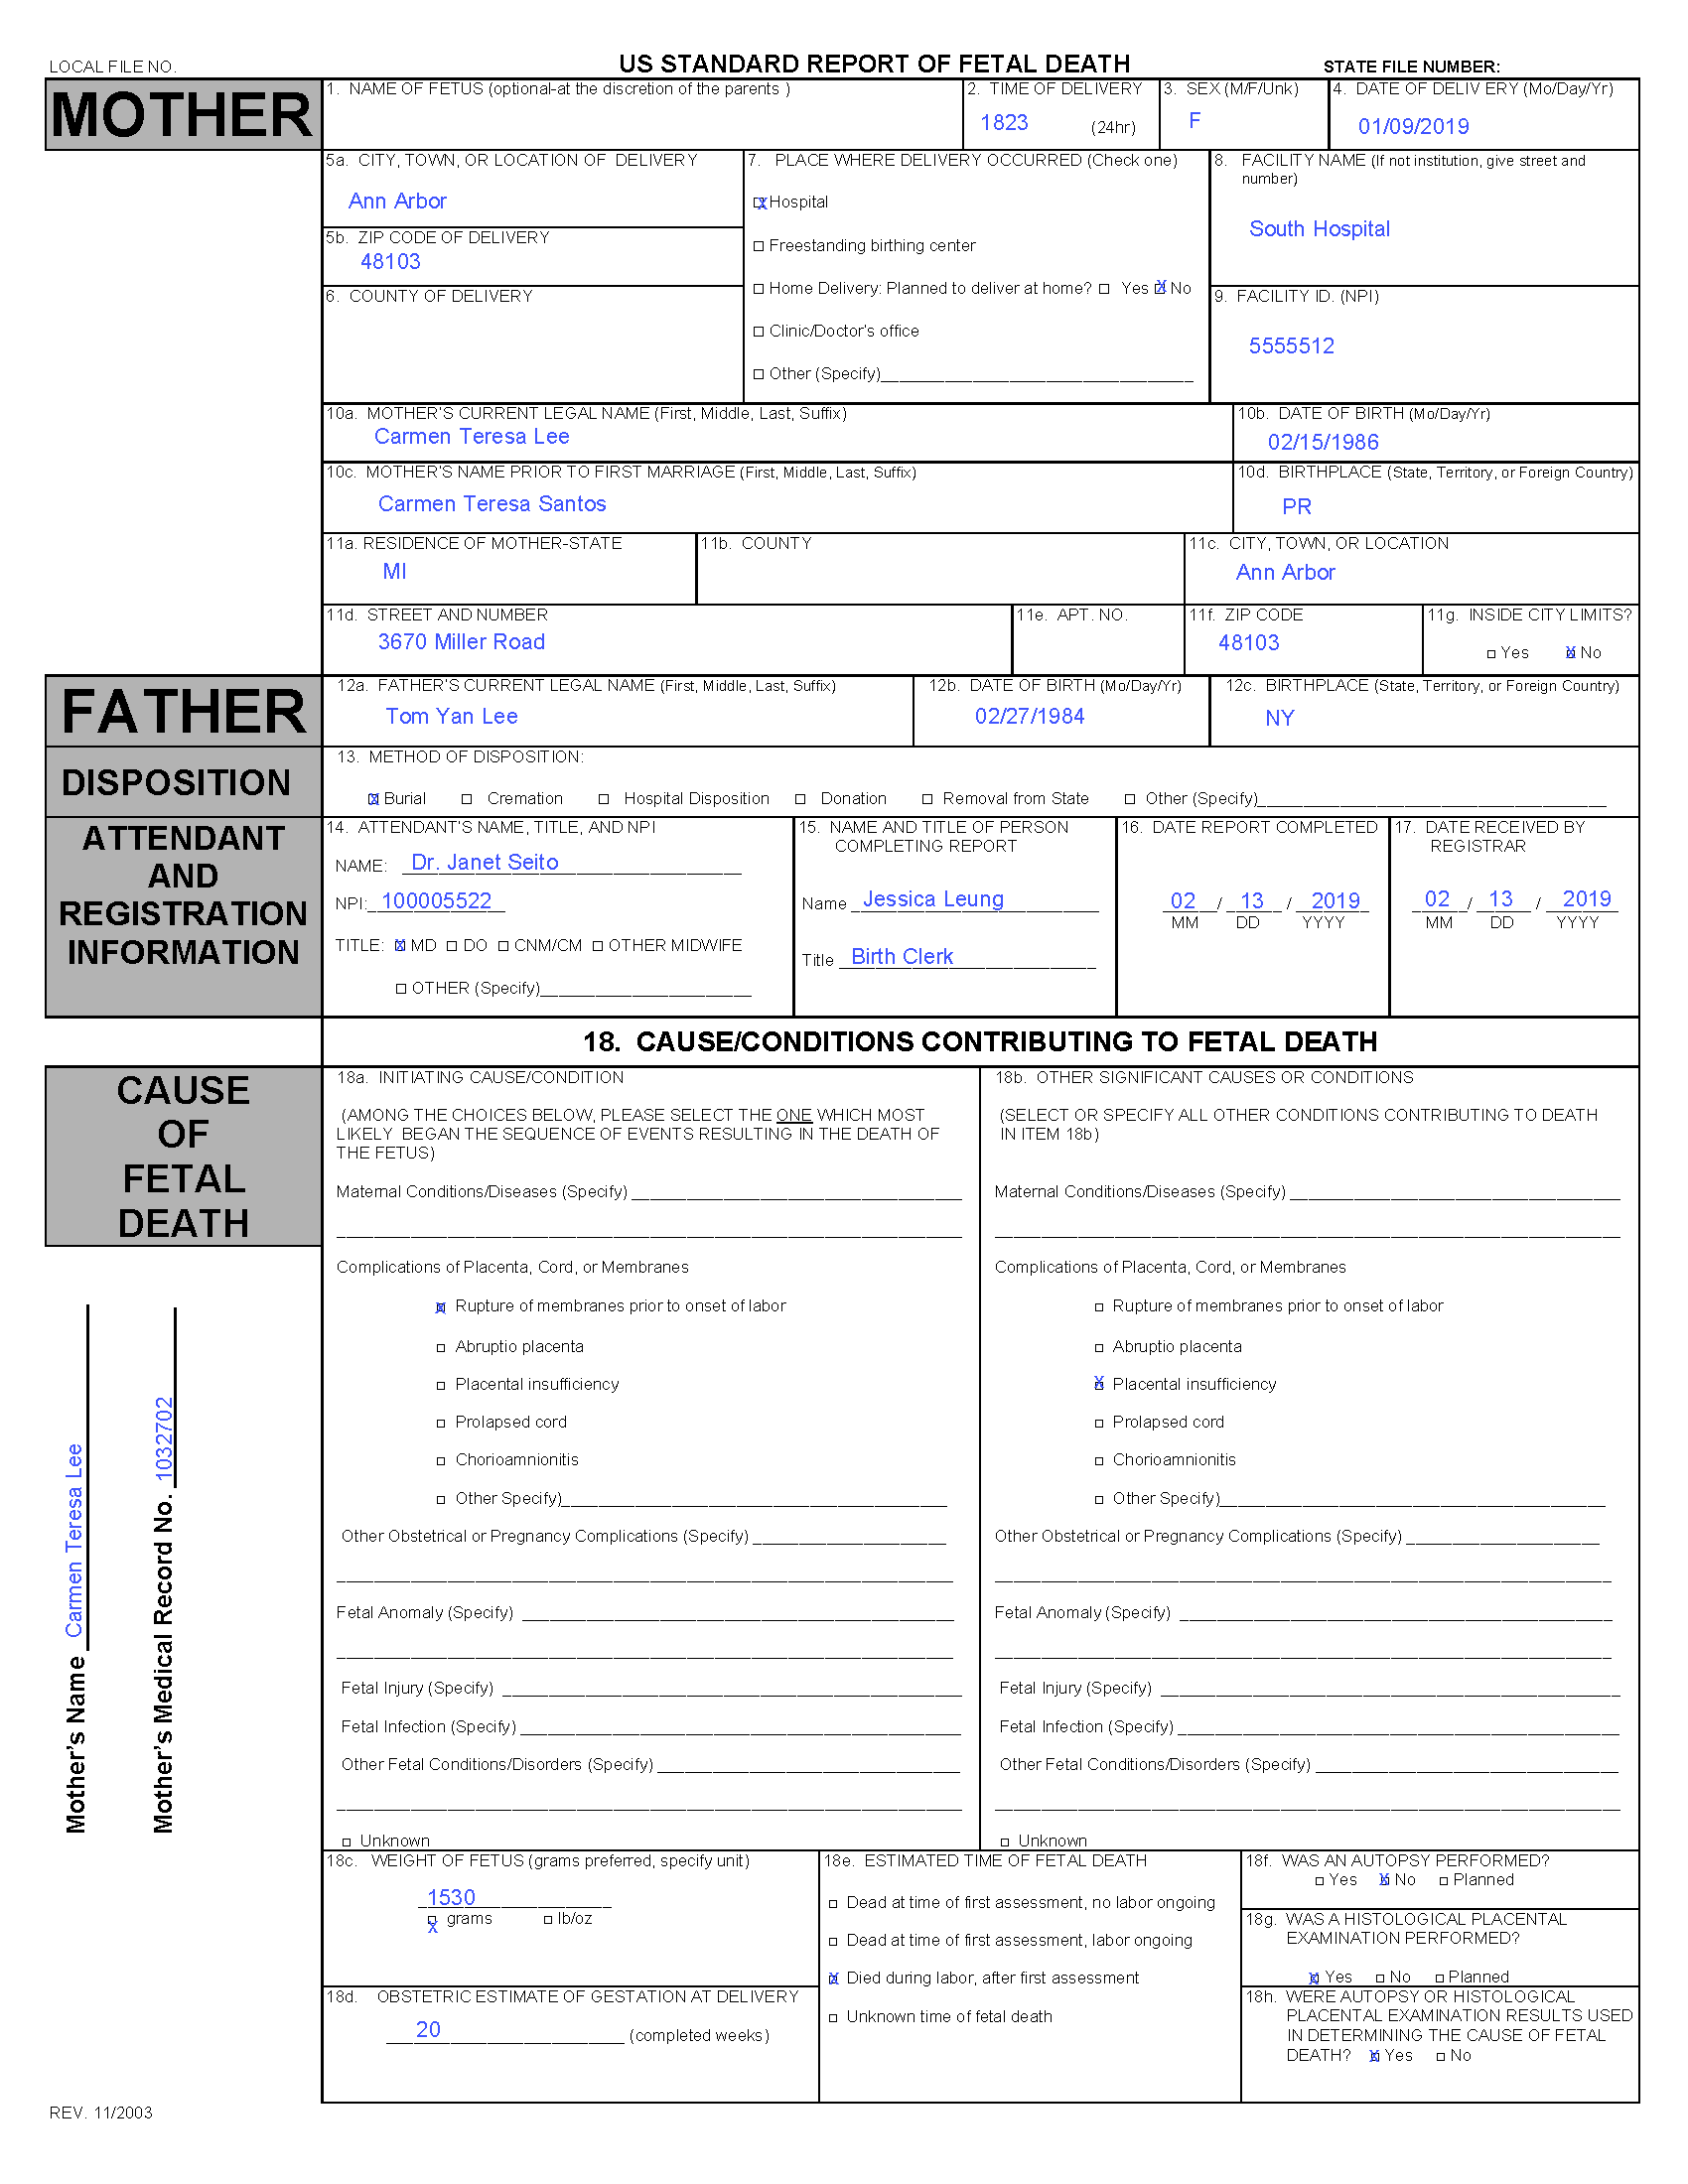 LOCAL FILE NO.
US STANDARD REPORT OF FETAL DEATH
STATE FILE NUMBER:
MOTHER
1. NAME OF FETUS (optional-at the discretion of the parents )
2. TIME OF DELIVERY
1823 (24hr)
3. SEX (M/F/Unk)
F
4. DATE OF DELIVERY (Mo/Day/Yr)
01/09/2019
5a. CITY, TOWN, OR LOCATION OF DELIVERY
Ann Arbor
5b. ZIP CODE OF DELIVERY
48103
6. COUNTY OF DELIVERY
7. PLACE WHERE DELIVERY OCCURRED (Check one)
X Hospital
□ Freestanding birthing center
□ Home Delivery: Planned to deliver at home? □ Yes X No
□ Clinic/Doctor's office
□ Other (Specify)____
8. FACILITY NAME (If not institution, give street and
number)
South Hospital
9. FACILITY ID. (NPI)
5555512
10a. MOTHER'S CURRENT LEGAL NAME (First, Middle, Last, Suffix)
Carmen Teresa Lee
10b. DATE OF BIRTH (Mo/Day/Yr)
02/15/1986
10c. MOTHER'S NAME PRIOR TO FIRST MARRIAGE (First, Middle, Last, Suffix)
Carmen Teresa Santos
10d. BIRTHPLACE (State, Territory, or Foreign Country)
PR
11a. RESIDENCE OF MOTHER-STATE
MI
11b. COUNTY
11c. CITY, TOWN, OR LOCATION
Ann Arbor
11d. STREET AND NUMBER
3670 Miller Road
11e. APT. NO.
11f. ZIP CODE
48103
11g. INSIDE CITY LIMITS?
□ Yes X No
FATHER
12a. FATHER'S CURRENT LEGAL NAME (First, Middle, Last, Suffix)
Tom Yan Lee
12b. DATE OF BIRTH (Mo/Day/Yr)
02/27/1984
12c. BIRTHPLACE (State, Territory, or Foreign Country)
NY
DISPOSITION
13. METHOD OF DISPOSITION:
X Burial □ Cremation □ Hospital Disposition □ Donation □ Removal from State □ Other (Specify)____
ATTENDANT
AND
REGISTRATION
INFORMATION
14. ATTENDANT'S NAME, TITLE, AND NPI
NAME: Dr. Janet Seito
NPI: 100005522
TITLE: X MD □ DO □ CNM/CM □ OTHER MIDWIFE
□ OTHER (Specify)____
15. NAME AND TITLE OF PERSON
COMPLETING REPORT
Name Jessica Leung
Title Birth Clerk
16. DATE REPORT COMPLETED
02 / 13 / 2019
MM DD YYYY
17. DATE RECEIVED BY
REGISTRAR
02 / 13 / 2019
MM DD YYYY
18. CAUSE/CONDITIONS CONTRIBUTING TO FETAL DEATH
CAUSE
OF
FETAL
DEATH
18a. INITIATING CAUSE/CONDITION
(AMONG THE CHOICES BELOW, PLEASE SELECT THE ONE WHICH MOST
LIKELY BEGAN THE SEQUENCE OF EVENTS RESULTING IN THE DEATH OF
THE FETUS)
Maternal Conditions/Diseases (Specify) ____
Complications of Placenta, Cord, or Membranes
X Rupture of membranes prior to onset of labor
□ Abruptio placenta
□ Placental insufficiency
□ Prolapsed cord
□ Chorioamnionitis
□ Other Specify)____
Other Obstetrical or Pregnancy Complications (Specify) ____
Fetal Anomaly (Specify) ____
Fetal Injury (Specify) ____
Fetal Infection (Specify) ____
Other Fetal Conditions/Disorders (Specify) ____
□ Unknown
18b. OTHER SIGNIFICANT CAUSES OR CONDITIONS
(SELECT OR SPECIFY ALL OTHER CONDITIONS CONTRIBUTING TO DEATH
IN ITEM 18b)
Maternal Conditions/Diseases (Specify) ____
Complications of Placenta, Cord, or Membranes
□ Rupture of membranes prior to onset of labor
□ Abruptio placenta
X Placental insufficiency
□ Prolapsed cord
□ Chorioamnionitis
□ Other Specify)____
Other Obstetrical or Pregnancy Complications (Specify) ____
Fetal Anomaly (Specify) ____
Fetal Injury (Specify) ____
Fetal Infection (Specify) ____
Other Fetal Conditions/Disorders (Specify) ____
□ Unknown
18c. WEIGHT OF FETUS (grams preferred, specify unit)
1530
X grams □ lb/oz
18d. OBSTETRIC ESTIMATE OF GESTATION AT DELIVERY
20 (completed weeks)
18e. ESTIMATED TIME OF FETAL DEATH
□ Dead at time of first assessment, no labor ongoing
□ Dead at time of first assessment, labor ongoing
X Died during labor, after first assessment
□ Unknown time of fetal death
18f. WAS AN AUTOPSY PERFORMED?
□ Yes X No □ Planned
18g. WAS A HISTOLOGICAL PLACENTAL
EXAMINATION PERFORMED?
X Yes □ No □ Planned
18h. WERE AUTOPSY OR HISTOLOGICAL
PLACENTAL EXAMINATION RESULTS USED
IN DETERMINING THE CAUSE OF FETAL
DEATH? X Yes □ No
Mother's Name Carmen Teresa Lee
Mother's Medical Record No. 1032702
REV. 11/2003